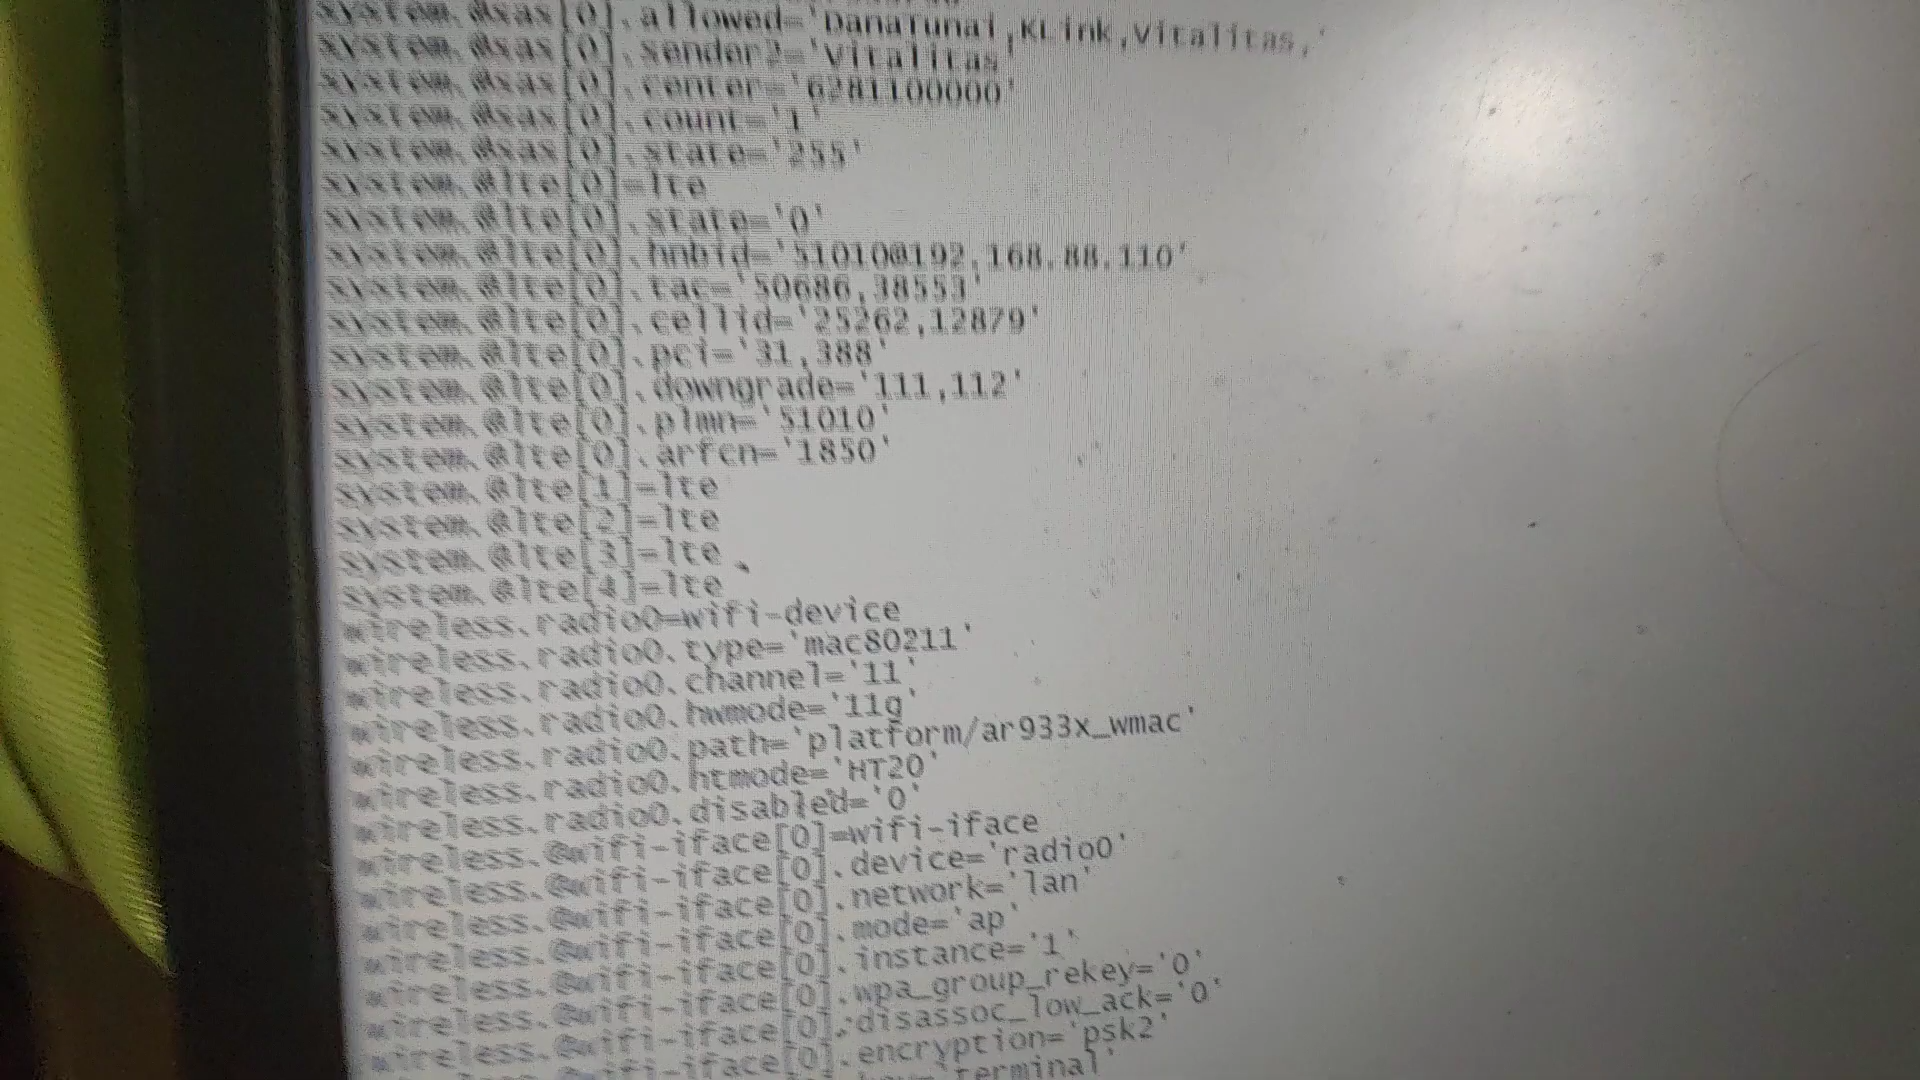 system.@sas[0].allowed='DanaTunai,KLink,Vitalitas,'
system.@sas[0].sender2='Vitalitas'
system.@sas[0].center='6281100000'
system.@sas[0].count='1'
system.@sas[0].state='255'
system.@lte[0]=lte
system.@lte[0].state='0'
system.@lte[0].hnbid='51010@192.168.88.110'
system.@lte[0].tac='50686,38553'
system.@lte[0].cellid='25262,12879'
system.@lte[0].pci='31,388'
system.@lte[0].downgrade='111,112'
system.@lte[0].plmn='51010'
system.@lte[0].arfcn='1850'
system.@lte[1]=lte
system.@lte[2]=lte
system.@lte[3]=lte
system.@lte[4]=lte
wireless.radio0=wifi-device
wireless.radio0.type='mac80211'
wireless.radio0.channel='11'
wireless.radio0.hwmode='11g'
wireless.radio0.path='platform/ar933x_wmac'
wireless.radio0.htmode='HT20'
wireless.radio0.disabled='0'
wireless.@wifi-iface[0]=wifi-iface
wireless.@wifi-iface[0].device='radio0'
wireless.@wifi-iface[0].network='lan'
wireless.@wifi-iface[0].mode='ap'
wireless.@wifi-iface[0].instance='1'
wireless.@wifi-iface[0].wpa_group_rekey='0'
wireless.@wifi-iface[0].disassoc_low_ack='0'
wireless.@wifi-iface[0].encryption='psk2'
terminal'